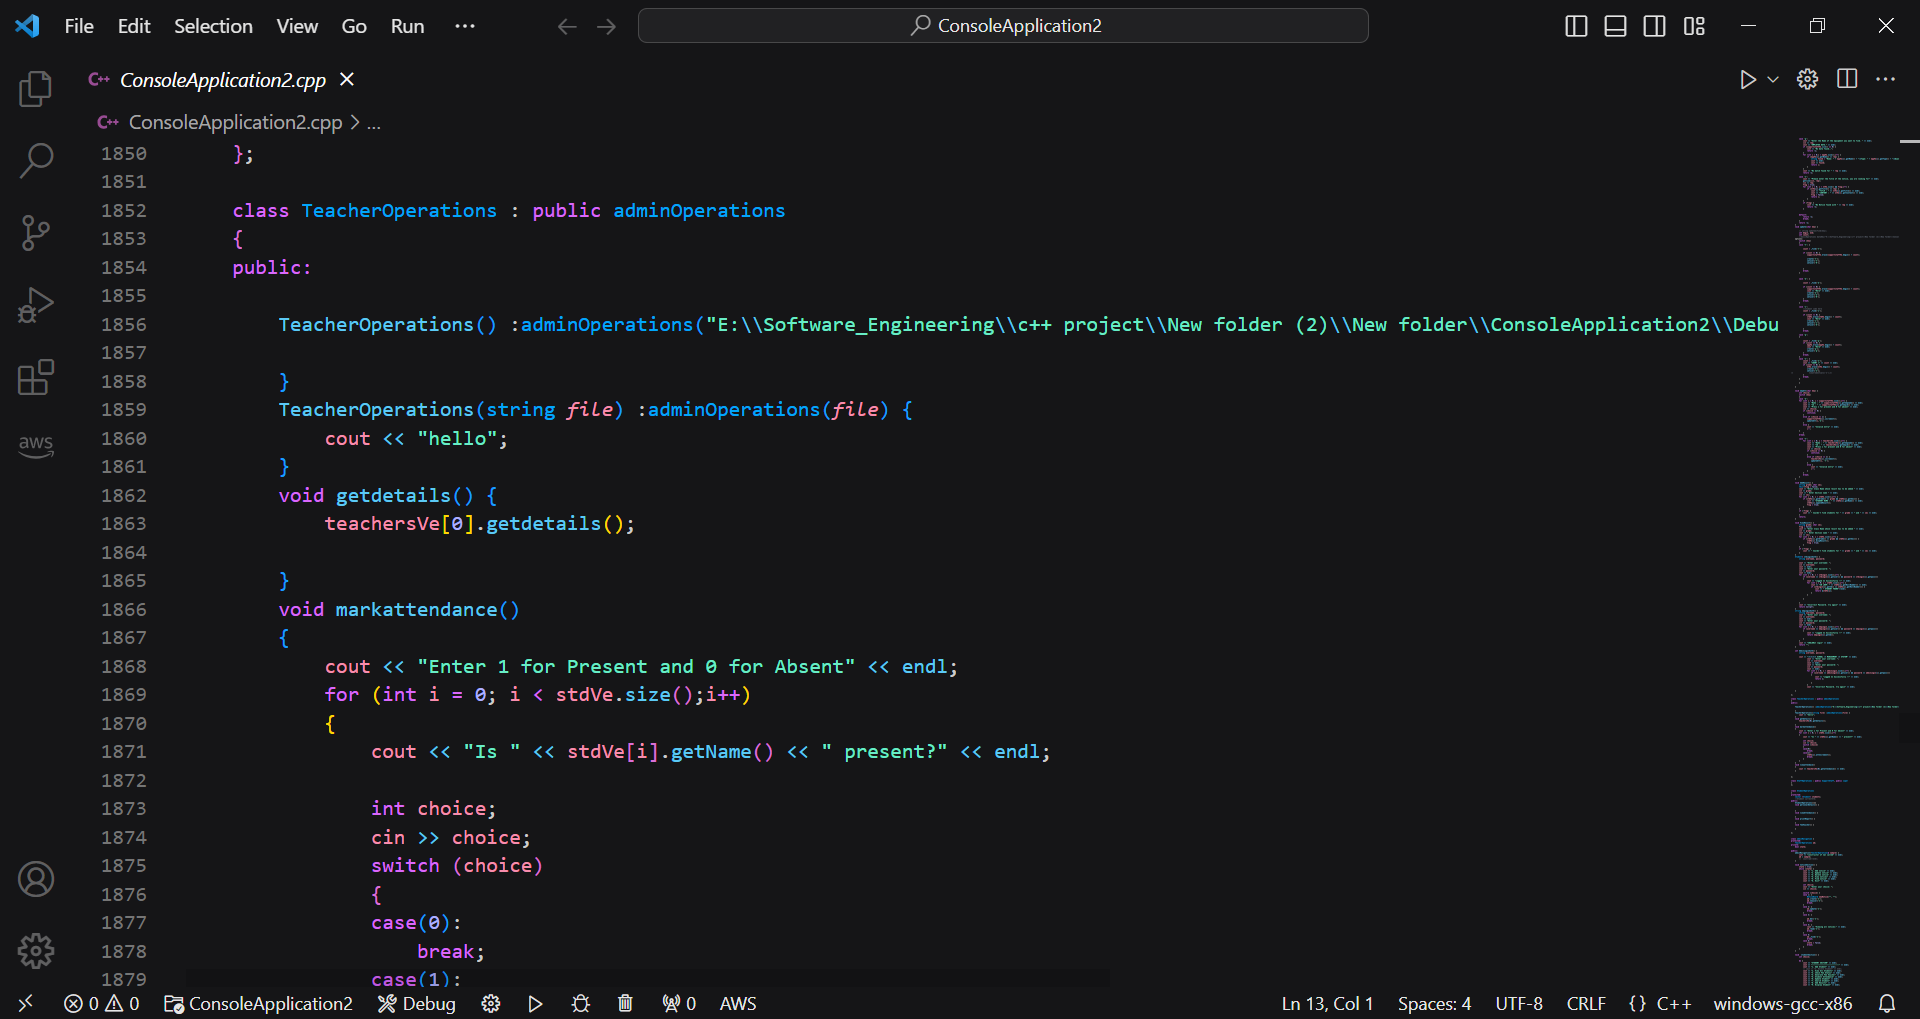 File Edit Selection View Go Run ···
ConsoleApplication2
C++ ConsoleApplication2.cpp
C++ ConsoleApplication2.cpp > ...
1850 };
1851
1852 class TeacherOperations : public adminOperations
1853 {
1854 public:
1855
1856 TeacherOperations() :adminOperations("E:\\Software_Engineering\\c++ project\\New folder (2)\\New folder\\ConsoleApplication2\\Debu
1857
1858 }
1859 TeacherOperations(string file) :adminOperations(file) {
1860 cout << "hello";
1861 }
1862 void getdetails() {
1863 teachersVe[0].getdetails();
1864
1865 }
1866 void markattendance()
1867 {
1868 cout << "Enter 1 for Present and 0 for Absent" << endl;
1869 for (int i = 0; i < stdVe.size();i++)
1870 {
1871 cout << "Is " << stdVe[i].getName() << " present?" << endl;
1872
1873 int choice;
1874 cin >> choice;
1875 switch (choice)
1876 {
1877 case(0):
1878 break;
1879 case(1):
aws
0 0 ConsoleApplication2 Debug 0 AWS Ln 13, Col 1 Spaces: 4 UTF-8 CRLF {} C++ windows-gcc-x86